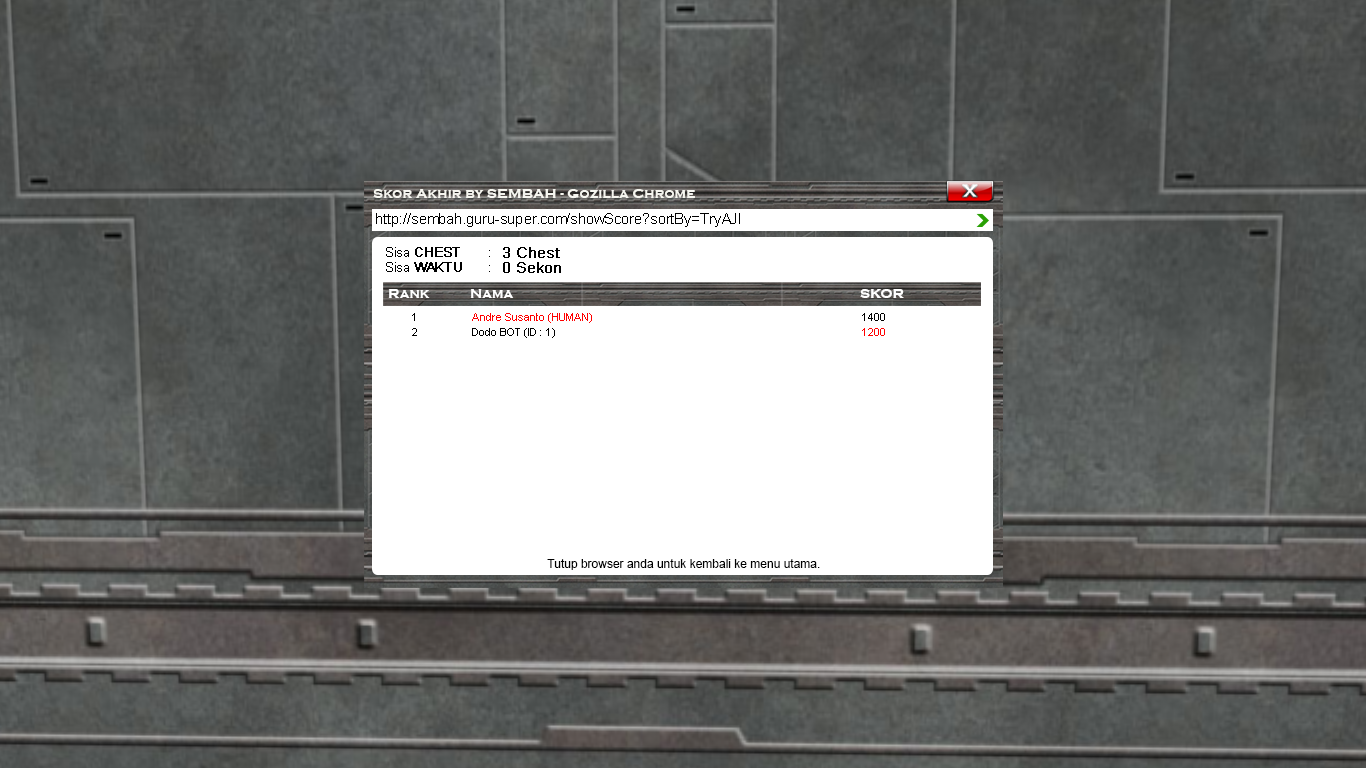 SKOR AKHIR BY SEMBAH - GOZILLA CHROME
X
http://sembah.guru-super.com/showScore?sortBy=TryAJI
Sisa CHEST : 3 Chest
Sisa WAKTU : 0 Sekon
RANK NAMA SKOR
1 Andre Susanto (HUMAN) 1400
2 Dodo BOT (ID : 1) 1200
Tutup browser anda untuk kembali ke menu utama.